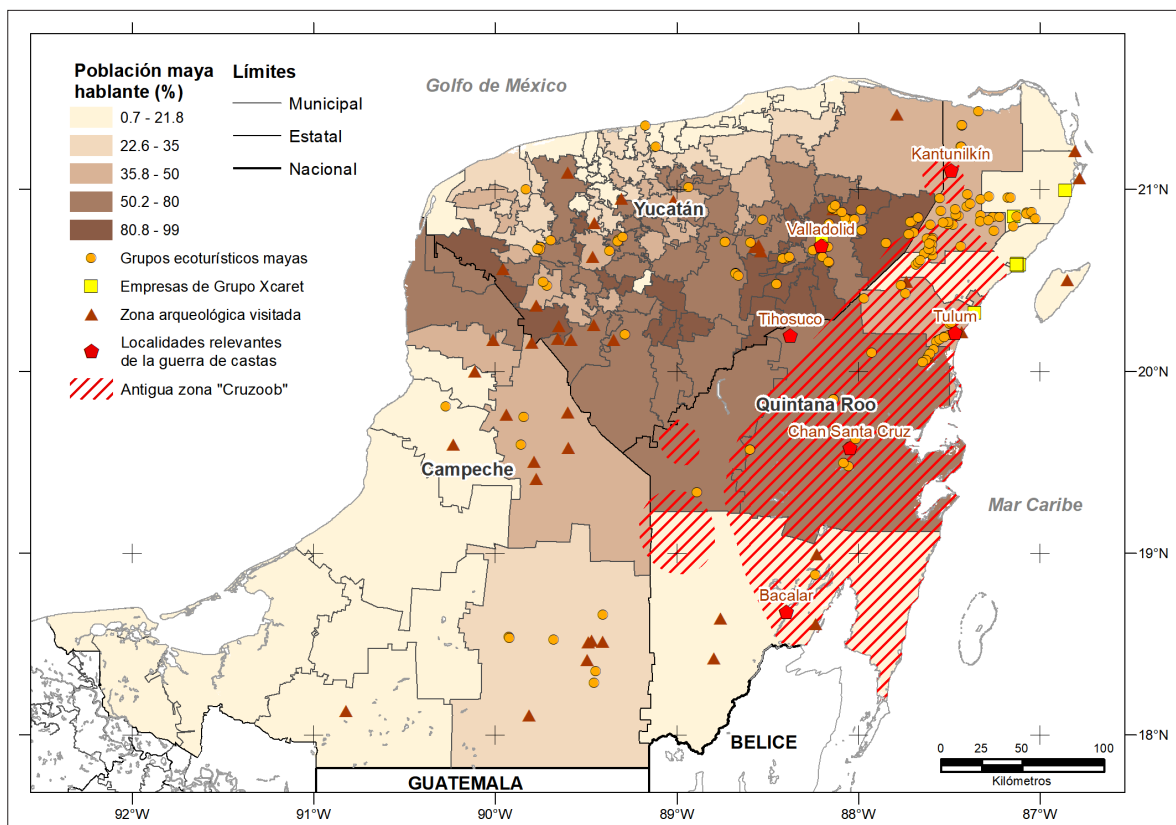 Población maya
hablante (%)
0.7 - 21.8
22.6 - 35
35.8 - 50
50.2 - 80
80.8 - 99
Grupos ecoturísticos mayas
Empresas de Grupo Xcaret
Zona arqueológica visitada
Localidades relevantes
de la guerra de castas
Antigua zona "Cruzoob"
Límites
Municipal
Estatal
Nacional
Golfo de México
Kantunilkín
21°N
Yucatán
Valladolid
Tihosuco
Tulum
20°N
Quintana Roo
Chan Santa Cruz
Campeche
Mar Caribe
19°N
Bacalar
BELICE
18°N
GUATEMALA
0 25 50 100
Kilómetros
92°W 91°W 90°W 89°W 88°W 87°W